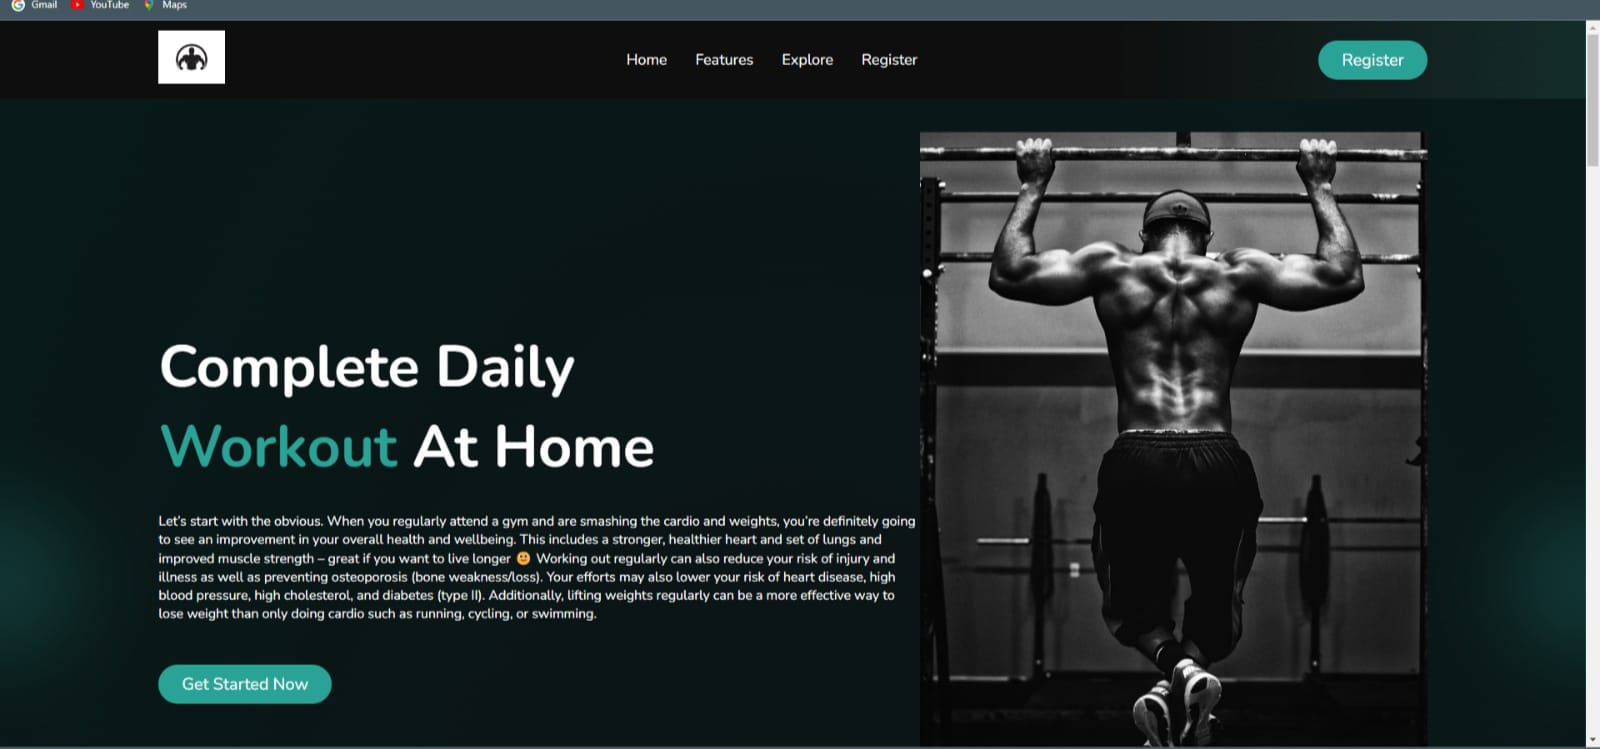 Gmail YouTube Maps
Home Features Explore Register Register
Complete Daily
Workout At Home
Let's start with the obvious. When you regularly attend a gym and are smashing the cardio and weights, you're definitely going
to see an improvement in your overall health and wellbeing. This includes a stronger, healthier heart and set of lungs and
improved muscle strength – great if you want to live longer 🙂 Working out regularly can also reduce your risk of injury and
illness as well as preventing osteoporosis (bone weakness/loss). Your efforts may also lower your risk of heart disease, high
blood pressure, high cholesterol, and diabetes (type II). Additionally, lifting weights regularly can be a more effective way to
lose weight than only doing cardio such as running, cycling, or swimming.
Get Started Now